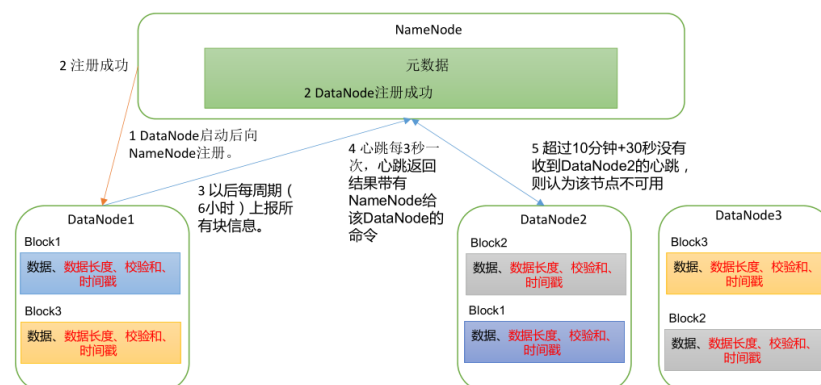 NameNode
元数据
2 DataNode注册成功
2 注册成功
1 DataNode启动后向
NameNode注册。
3 以后每周期（
6小时）上报所
有块信息。
4 心跳每3秒一
次，心跳返回
结果带有
NameNode给
该DataNode的
命令
5 超过10分钟+30秒没有
收到DataNode2的心跳，
则认为该节点不可用
DataNode1
Block1
数据、数据长度、校验和、
时间戳
Block3
数据、数据长度、校验和、
时间戳
DataNode2
Block2
数据、数据长度、校验和、
时间戳
Block1
数据、数据长度、校验和、
时间戳
DataNode3
Block3
数据、数据长度、校验和、
时间戳
Block2
数据、数据长度、校验和、
时间戳